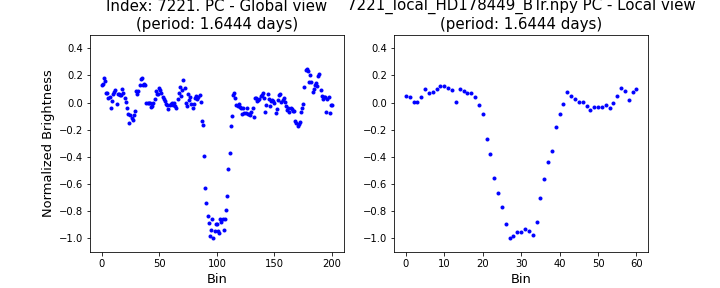 Index: 7221. PC - Global view
(period: 1.6444 days)
7221_local_HD178449_BTr.npy PC - Local view
(period: 1.6444 days)
Normalized Brightness
0.4
0.2
0.0
−0.2
−0.4
−0.6
−0.8
−1.0
0 50 100 150 200
Bin
0.4
0.2
0.0
−0.2
−0.4
−0.6
−0.8
−1.0
0 10 20 30 40 50 60
Bin